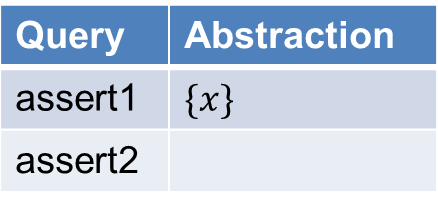 Query Abstraction
assert1 {𝑥}
assert2